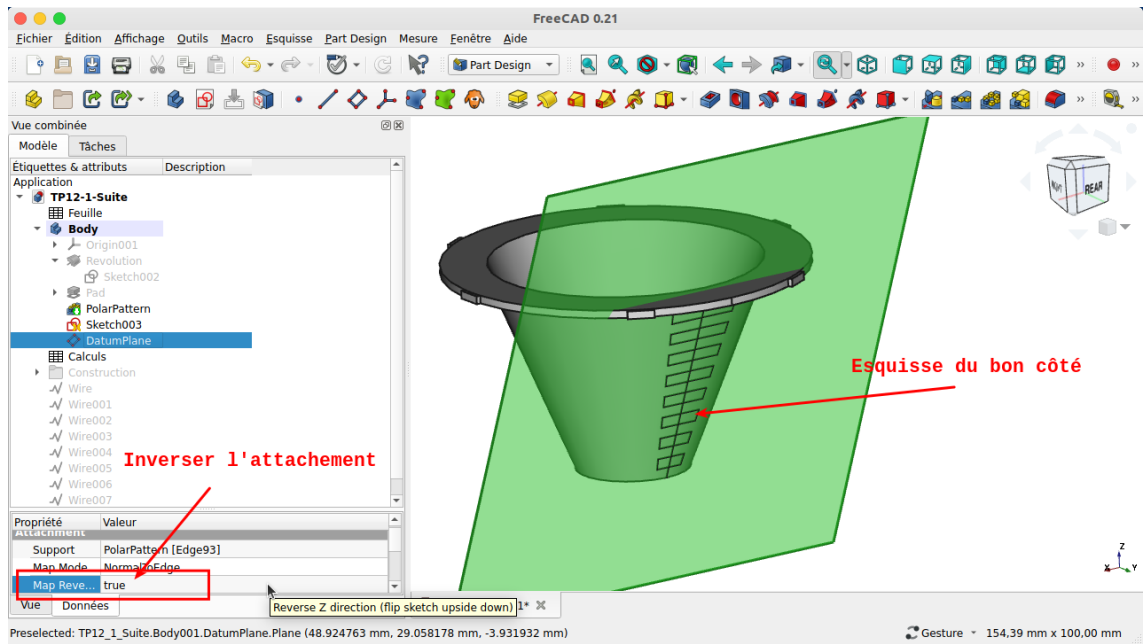 FreeCAD 0.21
Fichier Édition Affichage Outils Macro Esquisse Part Design Mesure Fenêtre Aide
Part Design
Vue combinée
Modèle Tâches
Étiquettes & attributs Description
Application
TP12-1-Suite
Feuille
Body
Origin001
Revolution
Sketch002
Pad
PolarPattern
Sketch003
DatumPlane
Calculs
Construction
Wire
Wire001
Wire002
Wire003
Wire004
Wire005
Wire006
Wire007
Inverser l'attachement
Esquisse du bon côté
REAR
Z
X
Y
Propriété Valeur
Attachment
Support PolarPattern [Edge93]
Map Mode NormalToEdge
Map Reve... true
Vue Données
Reverse Z direction (flip sketch upside down)
1*
Preselected: TP12_1_Suite.Body001.DatumPlane.Plane (48.924763 mm, 29.058178 mm, -3.931932 mm)
Gesture 154,39 mm x 100,00 mm